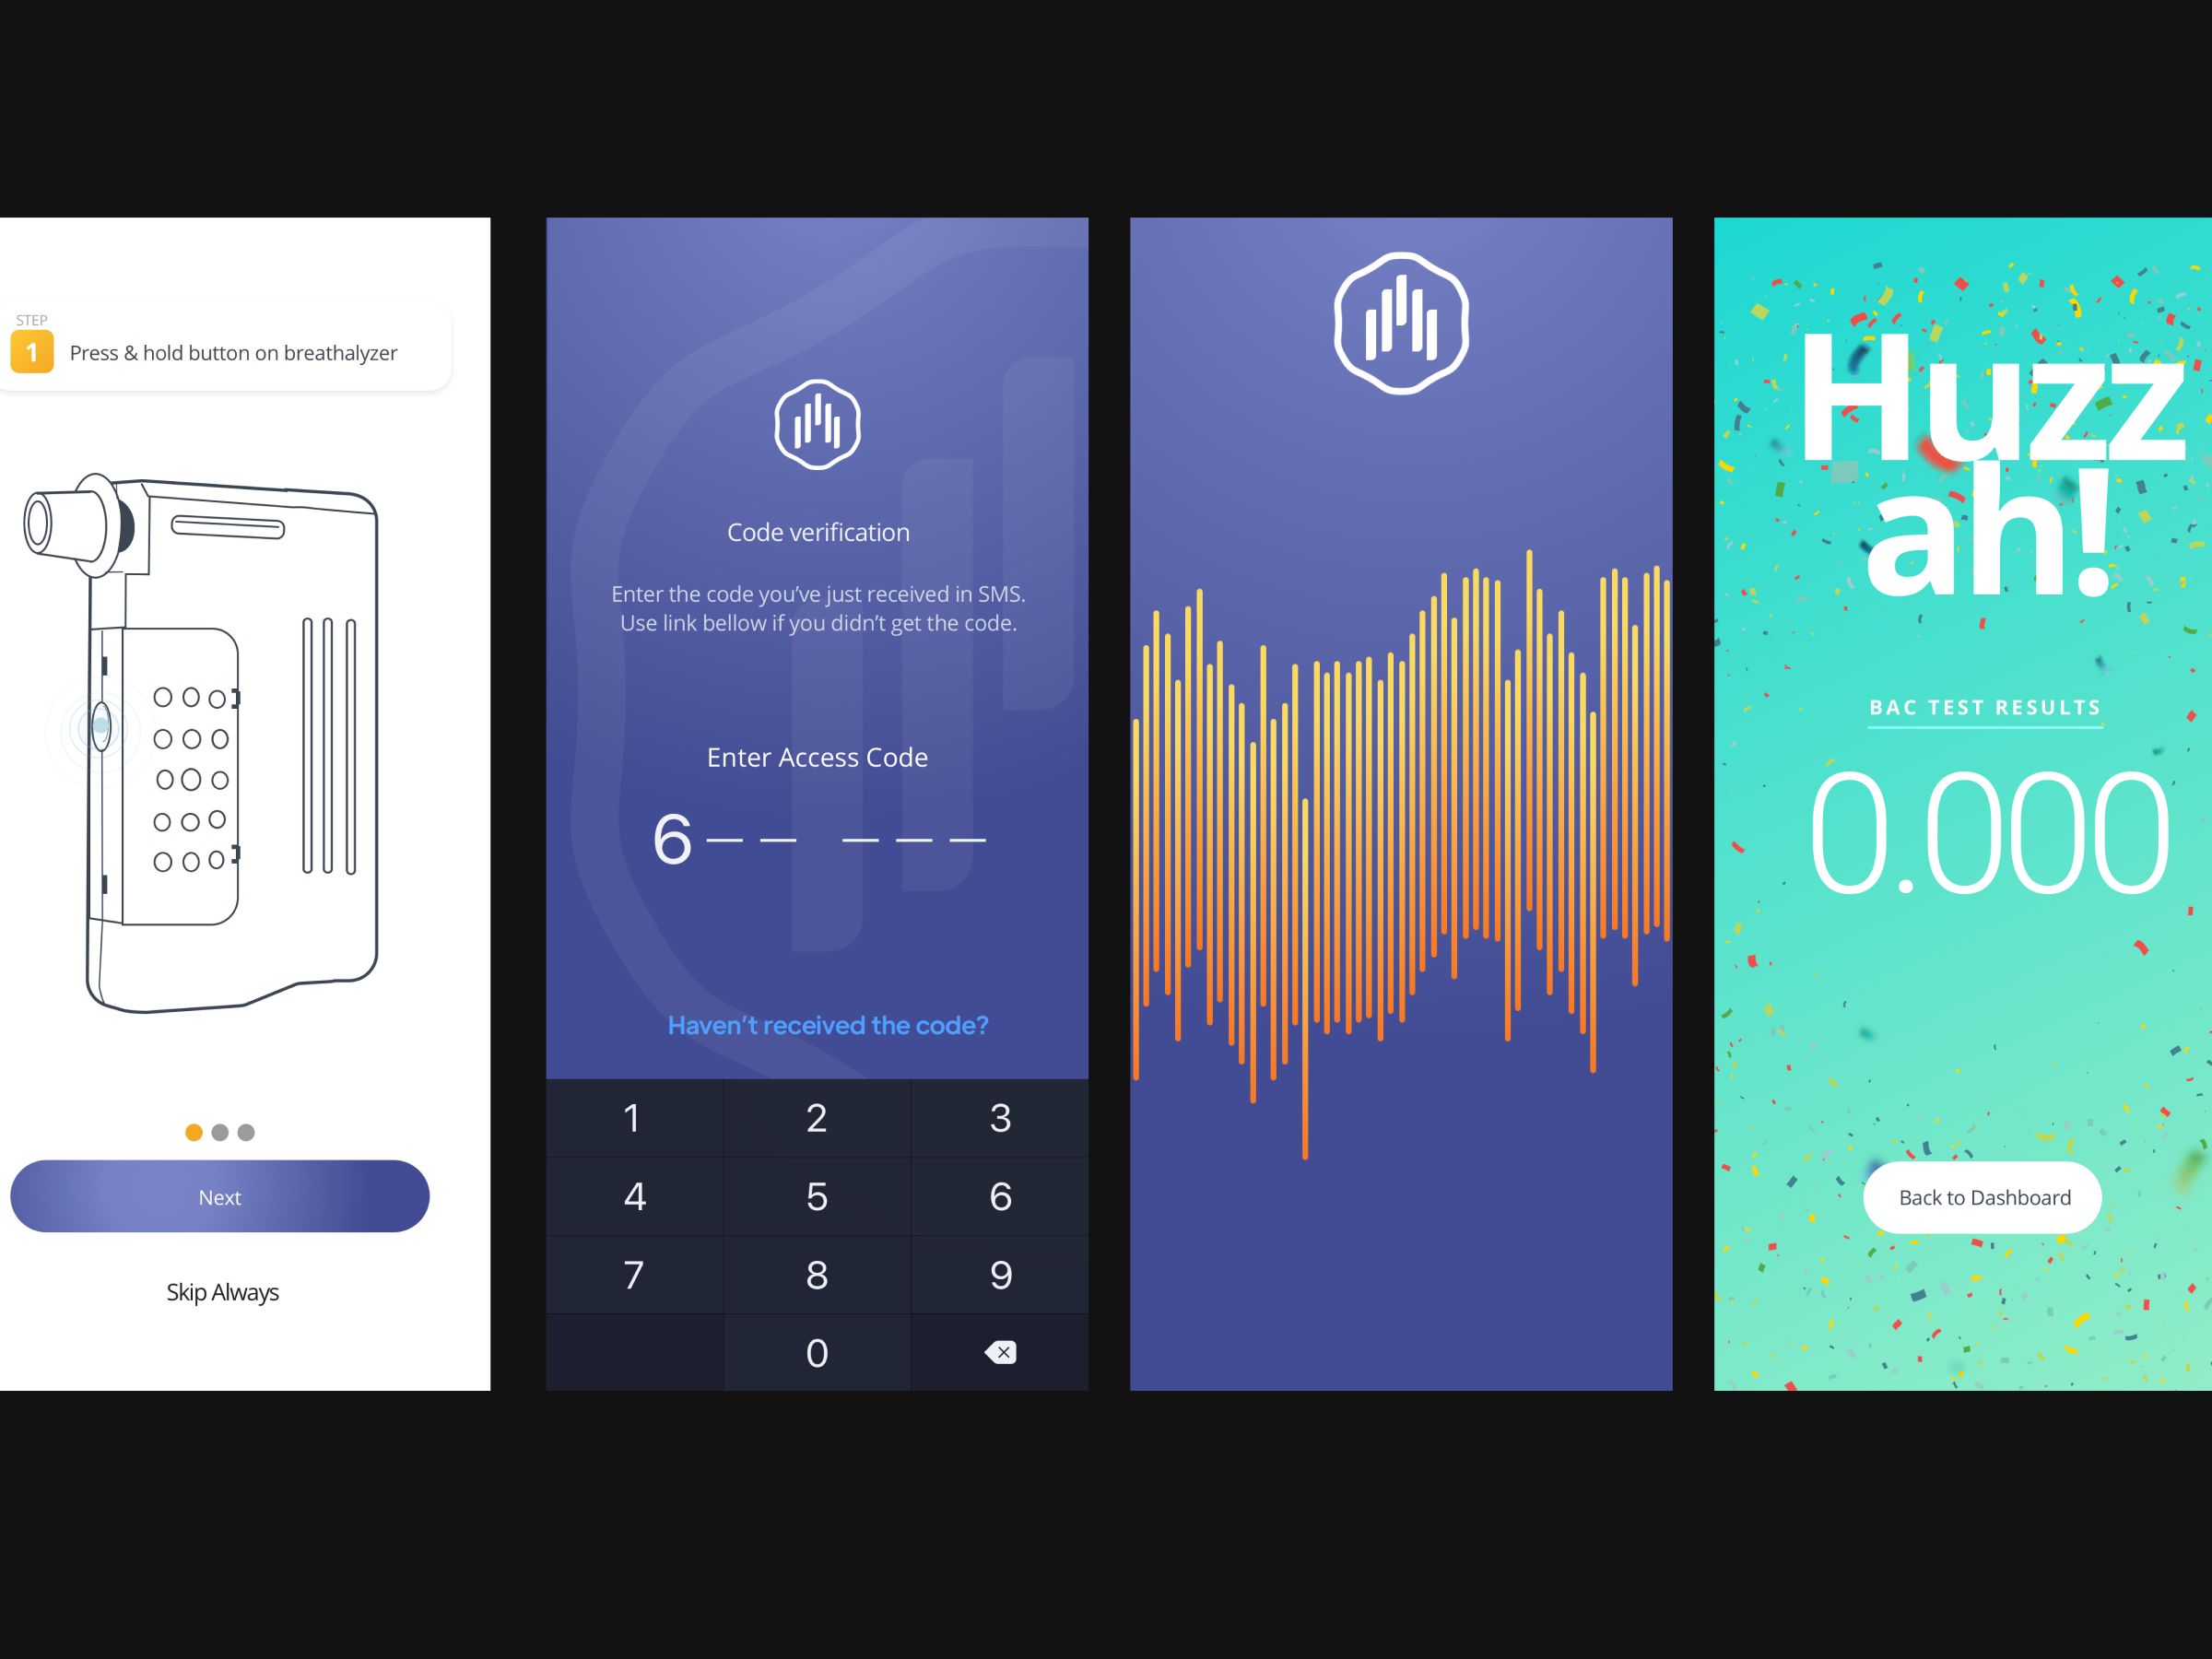 STEP
1
Press & hold button on breathalyzer
Next
Skip Always
Code verification
Enter the code you’ve just received in SMS.
Use link bellow if you didn’t get the code.
Enter Access Code
6
Haven’t received the code?
1 2 3
4 5 6
7 8 9
0
Huzz
ah!
BAC TEST RESULTS
0.000
Back to Dashboard